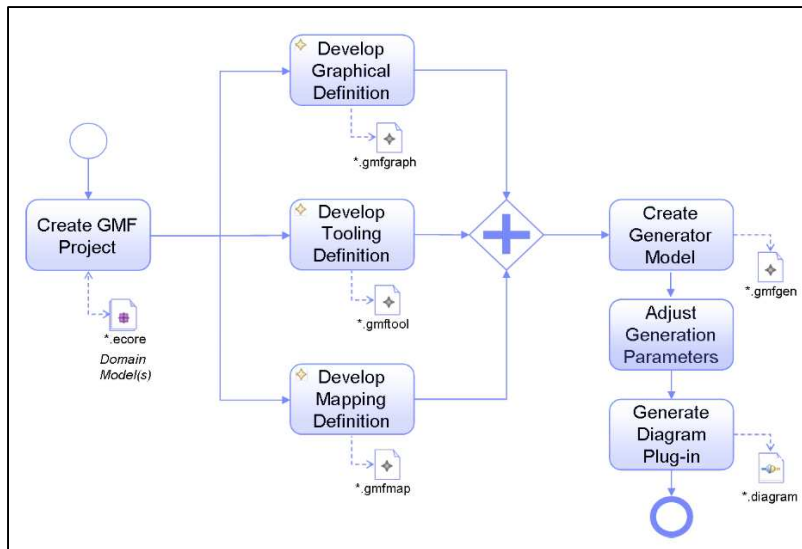 Develop
Graphical
Definition
*.gmfgraph
Create GMF
Project
*.ecore
Domain
Model(s)
Develop
Tooling
Definition
*.gmftool
Develop
Mapping
Definition
*.gmfmap
Create
Generator
Model
*.gmfgen
Adjust
Generation
Parameters
Generate
Diagram
Plug-in
*.diagram